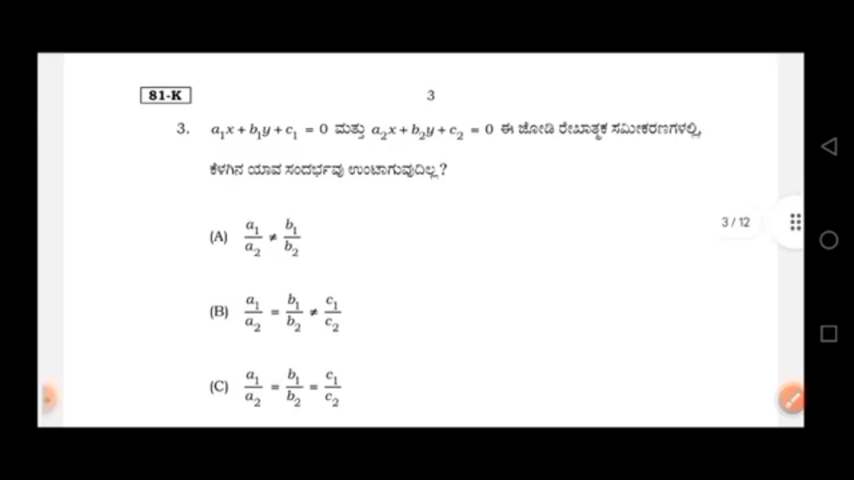 81-K
3
3. a₁x + b₁y + c₁ = 0 ಮತ್ತು a₂x + b₂y + c₂ = 0 ಈ ಜೋಡಿ ರೇಖಾತ್ಮಕ ಸಮೀಕರಣಗಳಲ್ಲಿ,
ಕೆಳಗಿನ ಯಾವ ಸಂದರ್ಭವು ಉಂಟಾಗುವುದಿಲ್ಲ ?
3 / 12
(A) a₁/a₂ ≠ b₁/b₂
(B) a₁/a₂ = b₁/b₂ ≠ c₁/c₂
(C) a₁/a₂ = b₁/b₂ = c₁/c₂